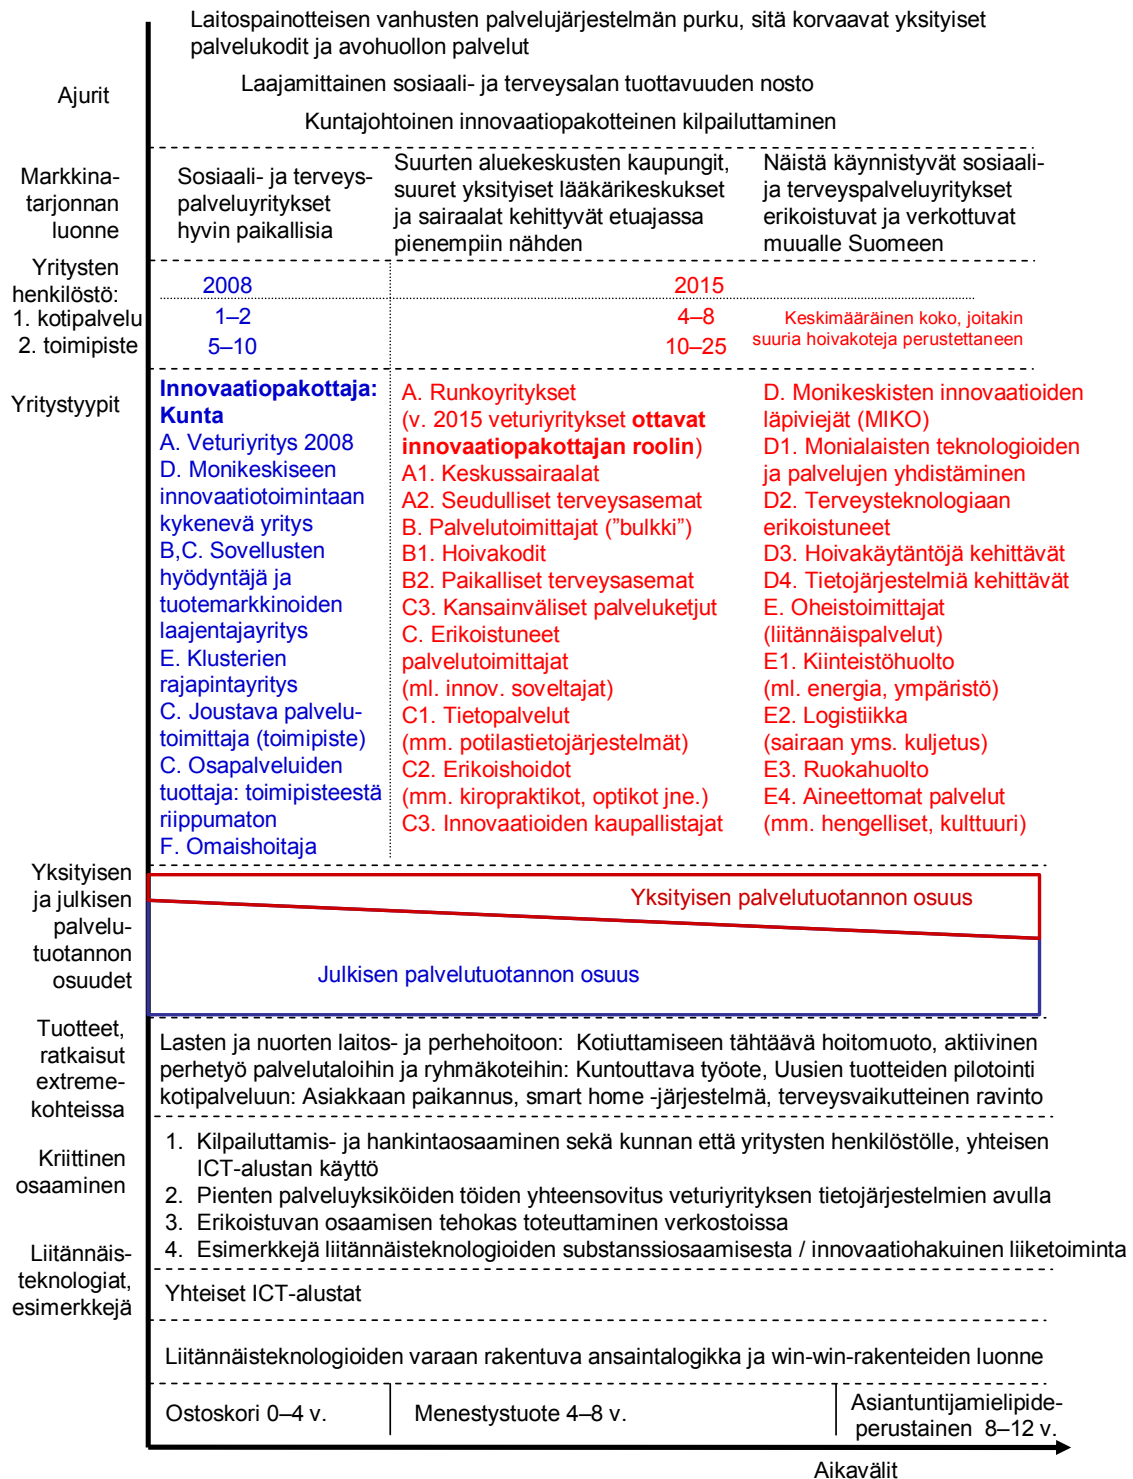 Laitospainotteisen vanhusten palvelujärjestelmän purku, sitä korvaavat yksityiset
palvelukodit ja avohuollon palvelut
Ajurit
Laajamittainen sosiaali- ja terveysalan tuottavuuden nosto
Kuntajohtoinen innovaatiopakotteinen kilpailuttaminen
Markkina-
tarjonnan
luonne
Sosiaali- ja terveys-
palveluyritykset
hyvin paikallisia
Suurten aluekeskusten kaupungit,
suuret yksityiset lääkärikeskukset
ja sairaalat kehittyvät etuajassa
pienempiin nähden
Näistä käynnistyvät sosiaali-
ja terveyspalveluyritykset
erikoistuvat ja verkottuvat
muualle Suomeen
Yritysten
henkilöstö:
1. kotipalvelu
2. toimipiste
2008
1–2
5–10
2015
4–8
10–25
Keskimääräinen koko, joitakin
suuria hoivakoteja perustettaneen
Yritystyypit
Innovaatiopakottaja:
Kunta
A. Veturiyritys 2008
D. Monikeskiseen
innovaatiotoimintaan
kykenevä yritys
B,C. Sovellusten
hyödyntäjä ja
tuotemarkkinoiden
laajentajayritys
E. Klusterien
rajapintayritys
C. Joustava palvelu-
toimittaja (toimipiste)
C. Osapalveluiden
tuottaja: toimipisteestä
riippumaton
F. Omaishoitaja
A. Runkoyritykset
(v. 2015 veturiyritykset ottavat
innovaatiopakottajan roolin)
A1. Keskussairaalat
A2. Seudulliset terveysasemat
B. Palvelutoimittajat (”bulkki”)
B1. Hoivakodit
B2. Paikalliset terveysasemat
C3. Kansainväliset palveluketjut
C. Erikoistuneet
palvelutoimittajat
(ml. innov. soveltajat)
C1. Tietopalvelut
(mm. potilastietojärjestelmät)
C2. Erikoishoidot
(mm. kiropraktikot, optikot jne.)
C3. Innovaatioiden kaupallistajat
D. Monikeskisten innovaatioiden
läpiviejät (MIKO)
D1. Monialaisten teknologioiden
ja palvelujen yhdistäminen
D2. Terveysteknologiaan
erikoistuneet
D3. Hoivakäytäntöjä kehittävät
D4. Tietojärjestelmiä kehittävät
E. Oheistoimittajat
(liitännäispalvelut)
E1. Kiinteistöhuolto
(ml. energia, ympäristö)
E2. Logistiikka
(sairaan yms. kuljetus)
E3. Ruokahuolto
E4. Aineettomat palvelut
(mm. hengelliset, kulttuuri)
Yksityisen
ja julkisen
palvelu-
tuotannon
osuudet
Yksityisen palvelutuotannon osuus
Julkisen palvelutuotannon osuus
Tuotteet,
ratkaisut
extreme-
kohteissa
Lasten ja nuorten laitos- ja perhehoitoon: Kotiuttamiseen tähtäävä hoitomuoto, aktiivinen
perhetyö palvelutaloihin ja ryhmäkoteihin: Kuntouttava työote, Uusien tuotteiden pilotointi
kotipalveluun: Asiakkaan paikannus, smart home -järjestelmä, terveysvaikutteinen ravinto
Kriittinen
osaaminen
1. Kilpailuttamis- ja hankintaosaaminen sekä kunnan että yritysten henkilöstölle, yhteisen
ICT-alustan käyttö
2. Pienten palveluyksiköiden töiden yhteensovitus veturiyrityksen tietojärjestelmien avulla
3. Erikoistuvan osaamisen tehokas toteuttaminen verkostoissa
4. Esimerkkejä liitännäisteknologioiden substanssiosaamisesta / innovaatiohakuinen liiketoiminta
Liitännäis-
teknologiat,
esimerkkejä
Yhteiset ICT-alustat
Liitännäisteknologioiden varaan rakentuva ansaintalogikka ja win-win-rakenteiden luonne
Ostoskori 0–4 v.
Menestystuote 4–8 v.
Asiantuntijamielipide-
perustainen 8–12 v.
Aikavälit